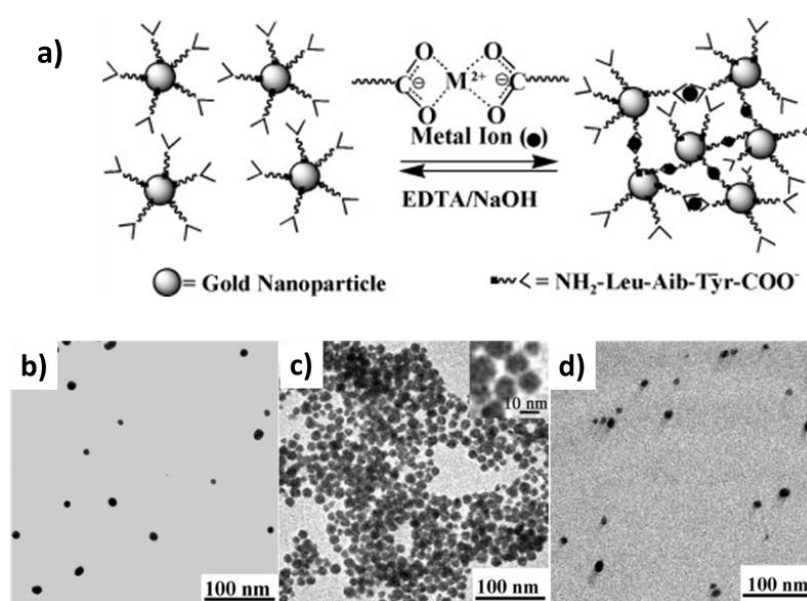 a)
O O
C ⊖ M2+ ⊖ C
O O
Metal Ion (●)
EDTA/NaOH
= Gold Nanoparticle
= NH2-Leu-Aib-Tyr-COO-
b) c) d)
10 nm
100 nm 100 nm 100 nm